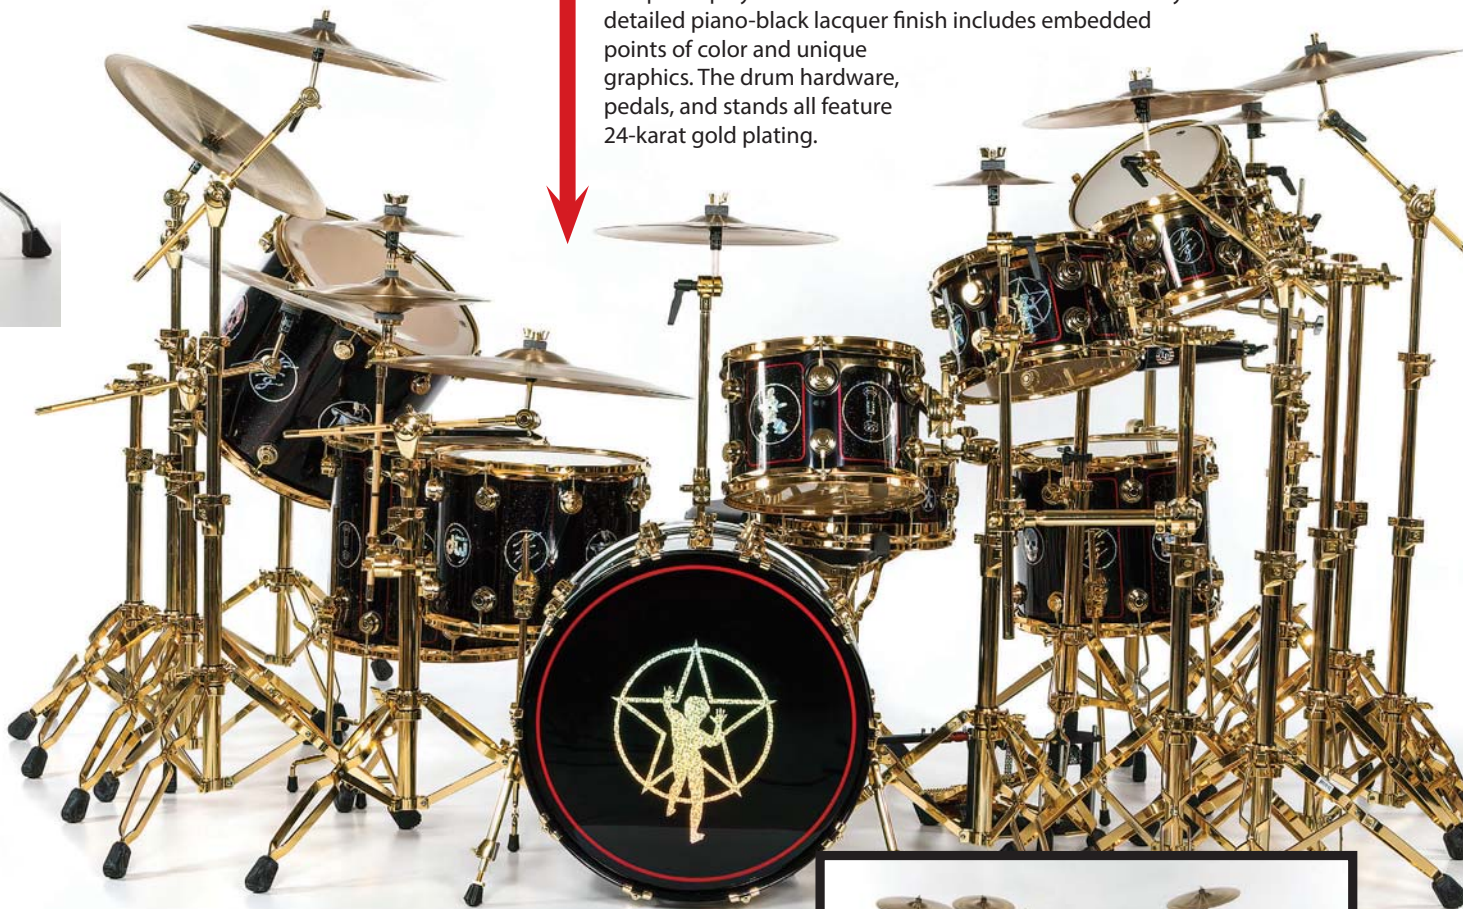 detailed piano-black lacquer finish includes embedded
points of color and unique
graphics. The drum hardware,
pedals, and stands all feature
24-karat gold plating.